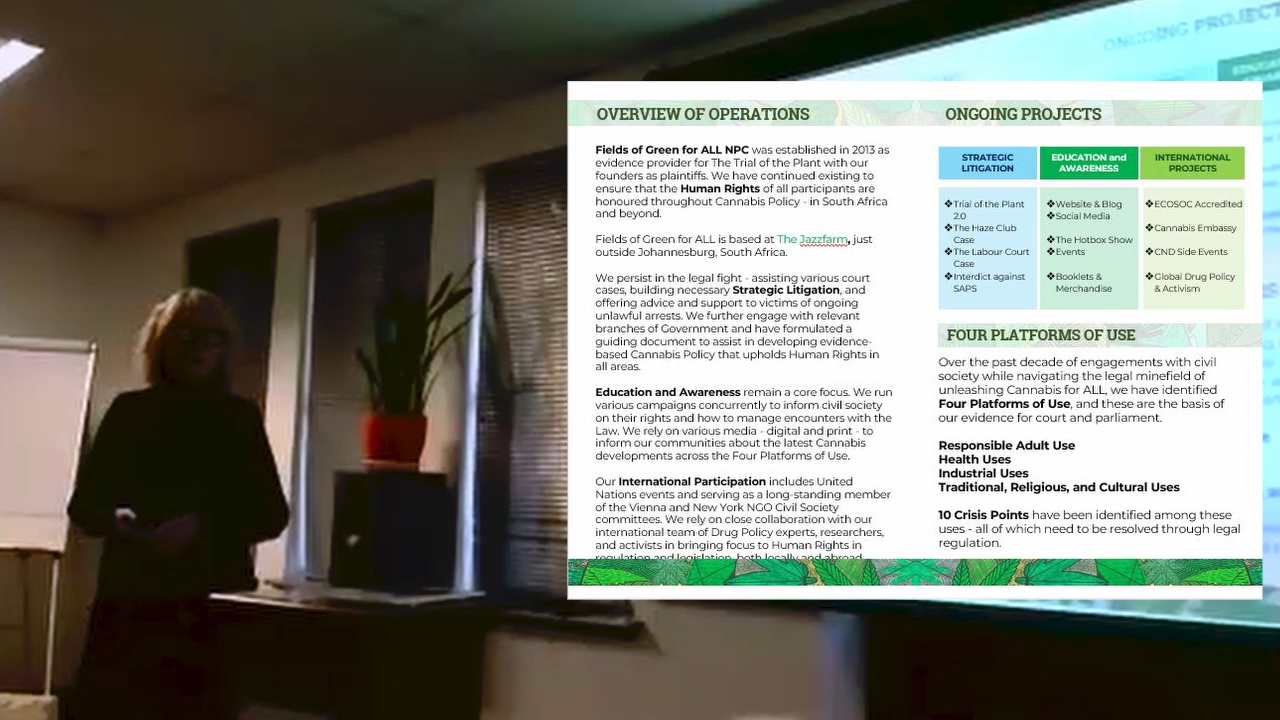 ONGOING PROJECT
OVERVIEW OF OPERATIONS
Fields of Green for ALL NPC was established in 2013 as
evidence provider for The Trial of the Plant with our
founders as plaintiffs. We have continued existing to
ensure that the Human Rights of all participants are
honoured throughout Cannabis Policy - in South Africa
and beyond.
Fields of Green for ALL is based at The Jazzfarm, just
outside Johannesburg, South Africa.
We persist in the legal fight - assisting various court
cases, building necessary Strategic Litigation, and
offering advice and support to victims of ongoing
unlawful arrests. We further engage with relevant
branches of Government and have formulated a
guiding document to assist in developing evidence-
based Cannabis Policy that upholds Human Rights in
all areas.
Education and Awareness remain a core focus. We run
various campaigns concurrently to inform civil society
on their rights and how to manage encounters with the
Law. We rely on various media - digital and print - to
inform our communities about the latest Cannabis
developments across the Four Platforms of Use.
Our International Participation includes United
Nations events and serving as a long-standing member
of the Vienna and New York NGO Civil Society
committees. We rely on close collaboration with our
international team of Drug Policy experts, researchers,
and activists in bringing focus to Human Rights in
regulation and legislation, both locally and abroad.
ONGOING PROJECTS
STRATEGIC
LITIGATION
❖Trial of the Plant
2.0
❖The Haze Club
Case
❖The Labour Court
Case
❖Interdict against
SAPS
EDUCATION and
AWARENESS
❖Website & Blog
❖Social Media
❖The Hotbox Show
❖Events
❖Booklets &
Merchandise
INTERNATIONAL
PROJECTS
❖ECOSOC Accredited
❖Cannabis Embassy
❖CND Side Events
❖Global Drug Policy
& Activism
FOUR PLATFORMS OF USE
Over the past decade of engagements with civil
society while navigating the legal minefield of
unleashing Cannabis for ALL, we have identified
Four Platforms of Use, and these are the basis of
our evidence for court and parliament.
Responsible Adult Use
Health Uses
Industrial Uses
Traditional, Religious, and Cultural Uses
10 Crisis Points have been identified among these
uses - all of which need to be resolved through legal
regulation.